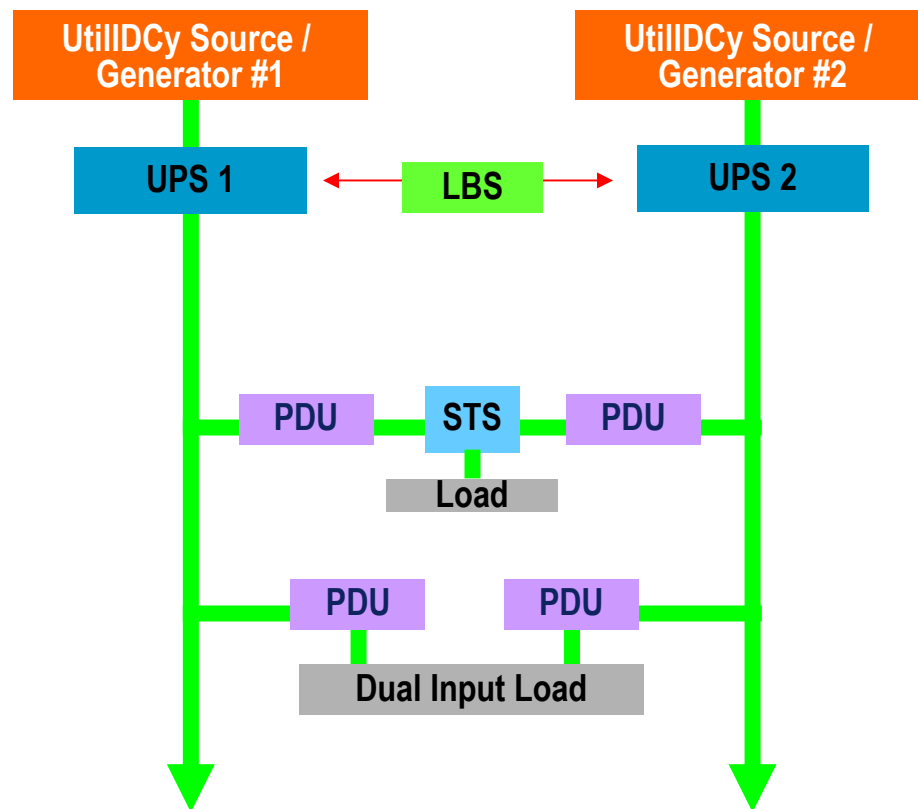 UtilIDCy Source /
Generator #1
UtilIDCy Source /
Generator #2
UPS 1
LBS
UPS 2
PDU
STS
PDU
Load
PDU
PDU
Dual Input Load